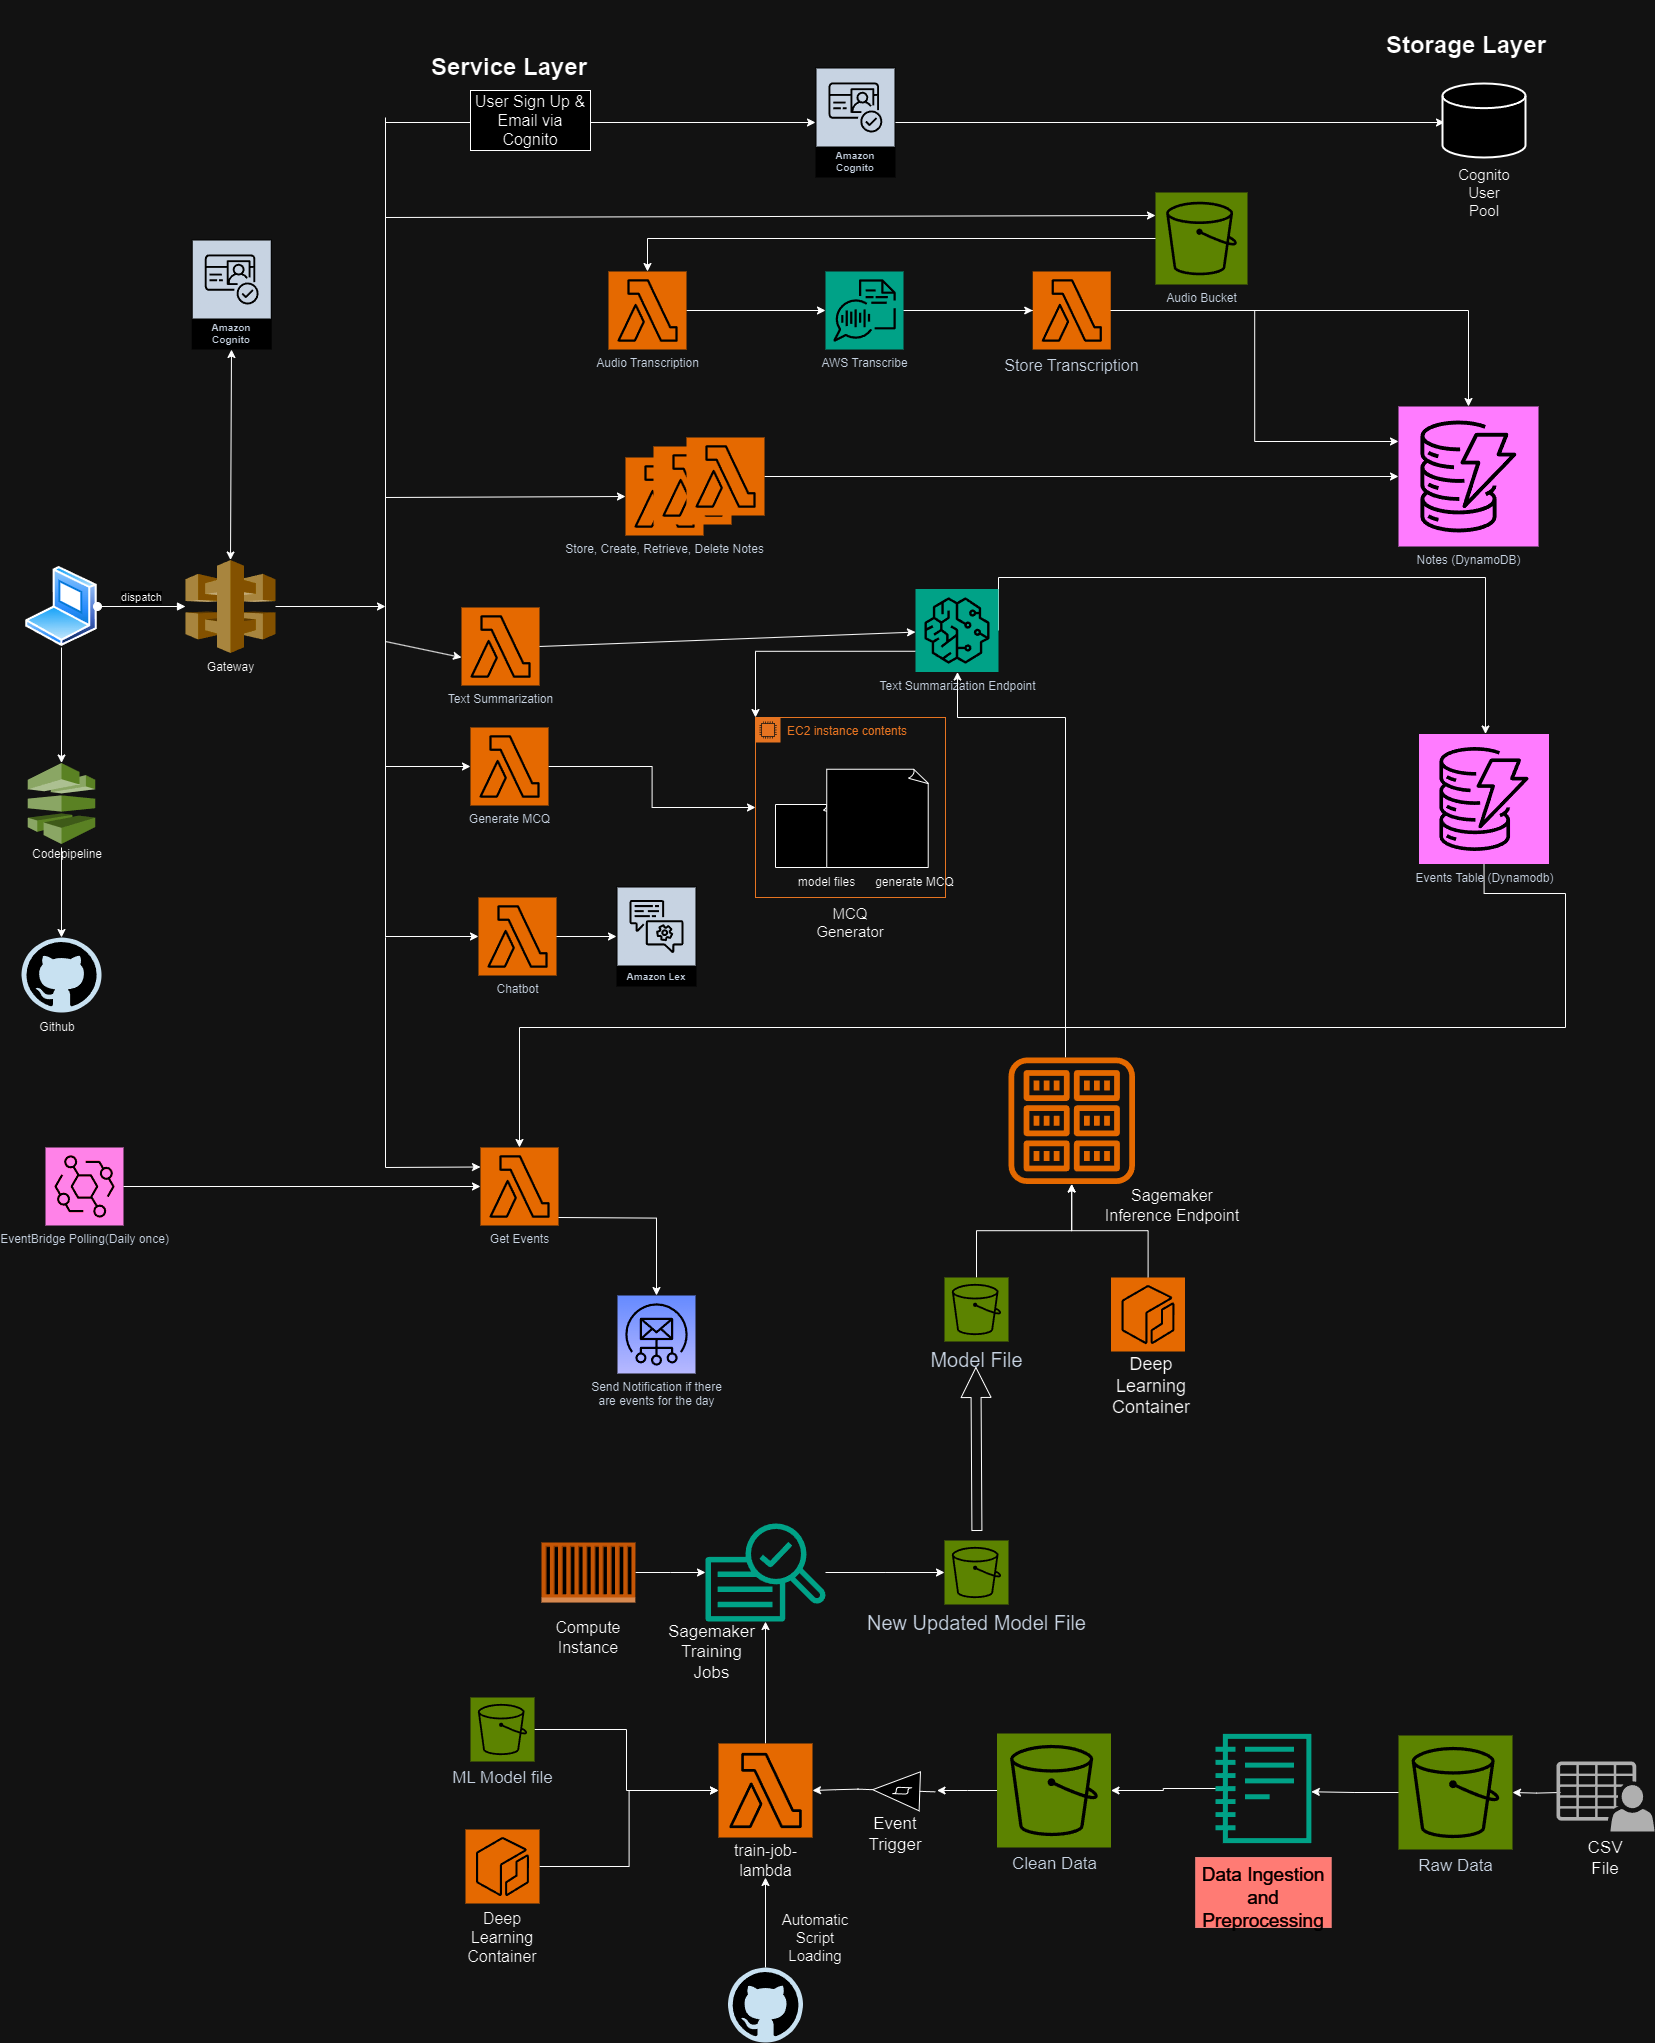 Storage Layer
Service Layer
User Sign Up &
Email via
Cognito
Amazon
Cognito
Cognito
User
Pool
Audio Bucket
Amazon
Cognito
Audio Transcription
AWS Transcribe
Store Transcription
Store, Create, Retrieve, Delete Notes
Notes (DynamoDB)
dispatch
Gateway
Text Summarization
Text Summarization Endpoint
EC2 instance contents
Generate MCQ
model files
generate MCQ
MCQ
Generator
Codepipeline
Events Table (Dynamodb)
Amazon Lex
Chatbot
Github
Sagemaker
Inference Endpoint
EventBridge Polling(Daily once)
Get Events
Model File
Deep
Learning
Container
Send Notification if there
are events for the day
Compute
Instance
Sagemaker
Training
Jobs
New Updated Model File
ML Model file
train-job-
lambda
Event
Trigger
Clean Data
Data Ingestion
and
Preprocessing
Raw Data
CSV
File
Deep
Learning
Container
Automatic
Script
Loading